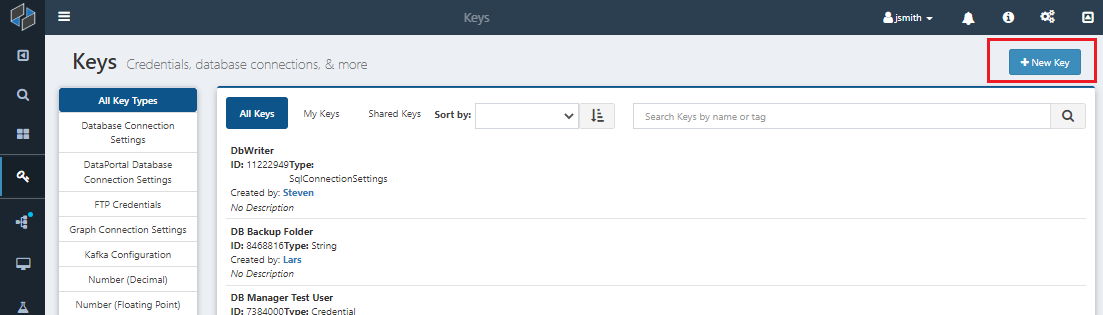 Keys
jsmith
Keys Credentials, database connections, & more
+ New Key
All Key Types
Database Connection
Settings
DataPortal Database
Connection Settings
FTP Credentials
Graph Connection Settings
Kafka Configuration
Number (Decimal)
Number (Floating Point)
All Keys My Keys Shared Keys Sort by:
Search Keys by name or tag
DbWriter
ID: 11222949Type:
SqlConnectionSettings
Created by: Steven
No Description
DB Backup Folder
ID: 8468816Type: String
Created by: Lars
No Description
DB Manager Test User
ID: 7384000Type: Credential